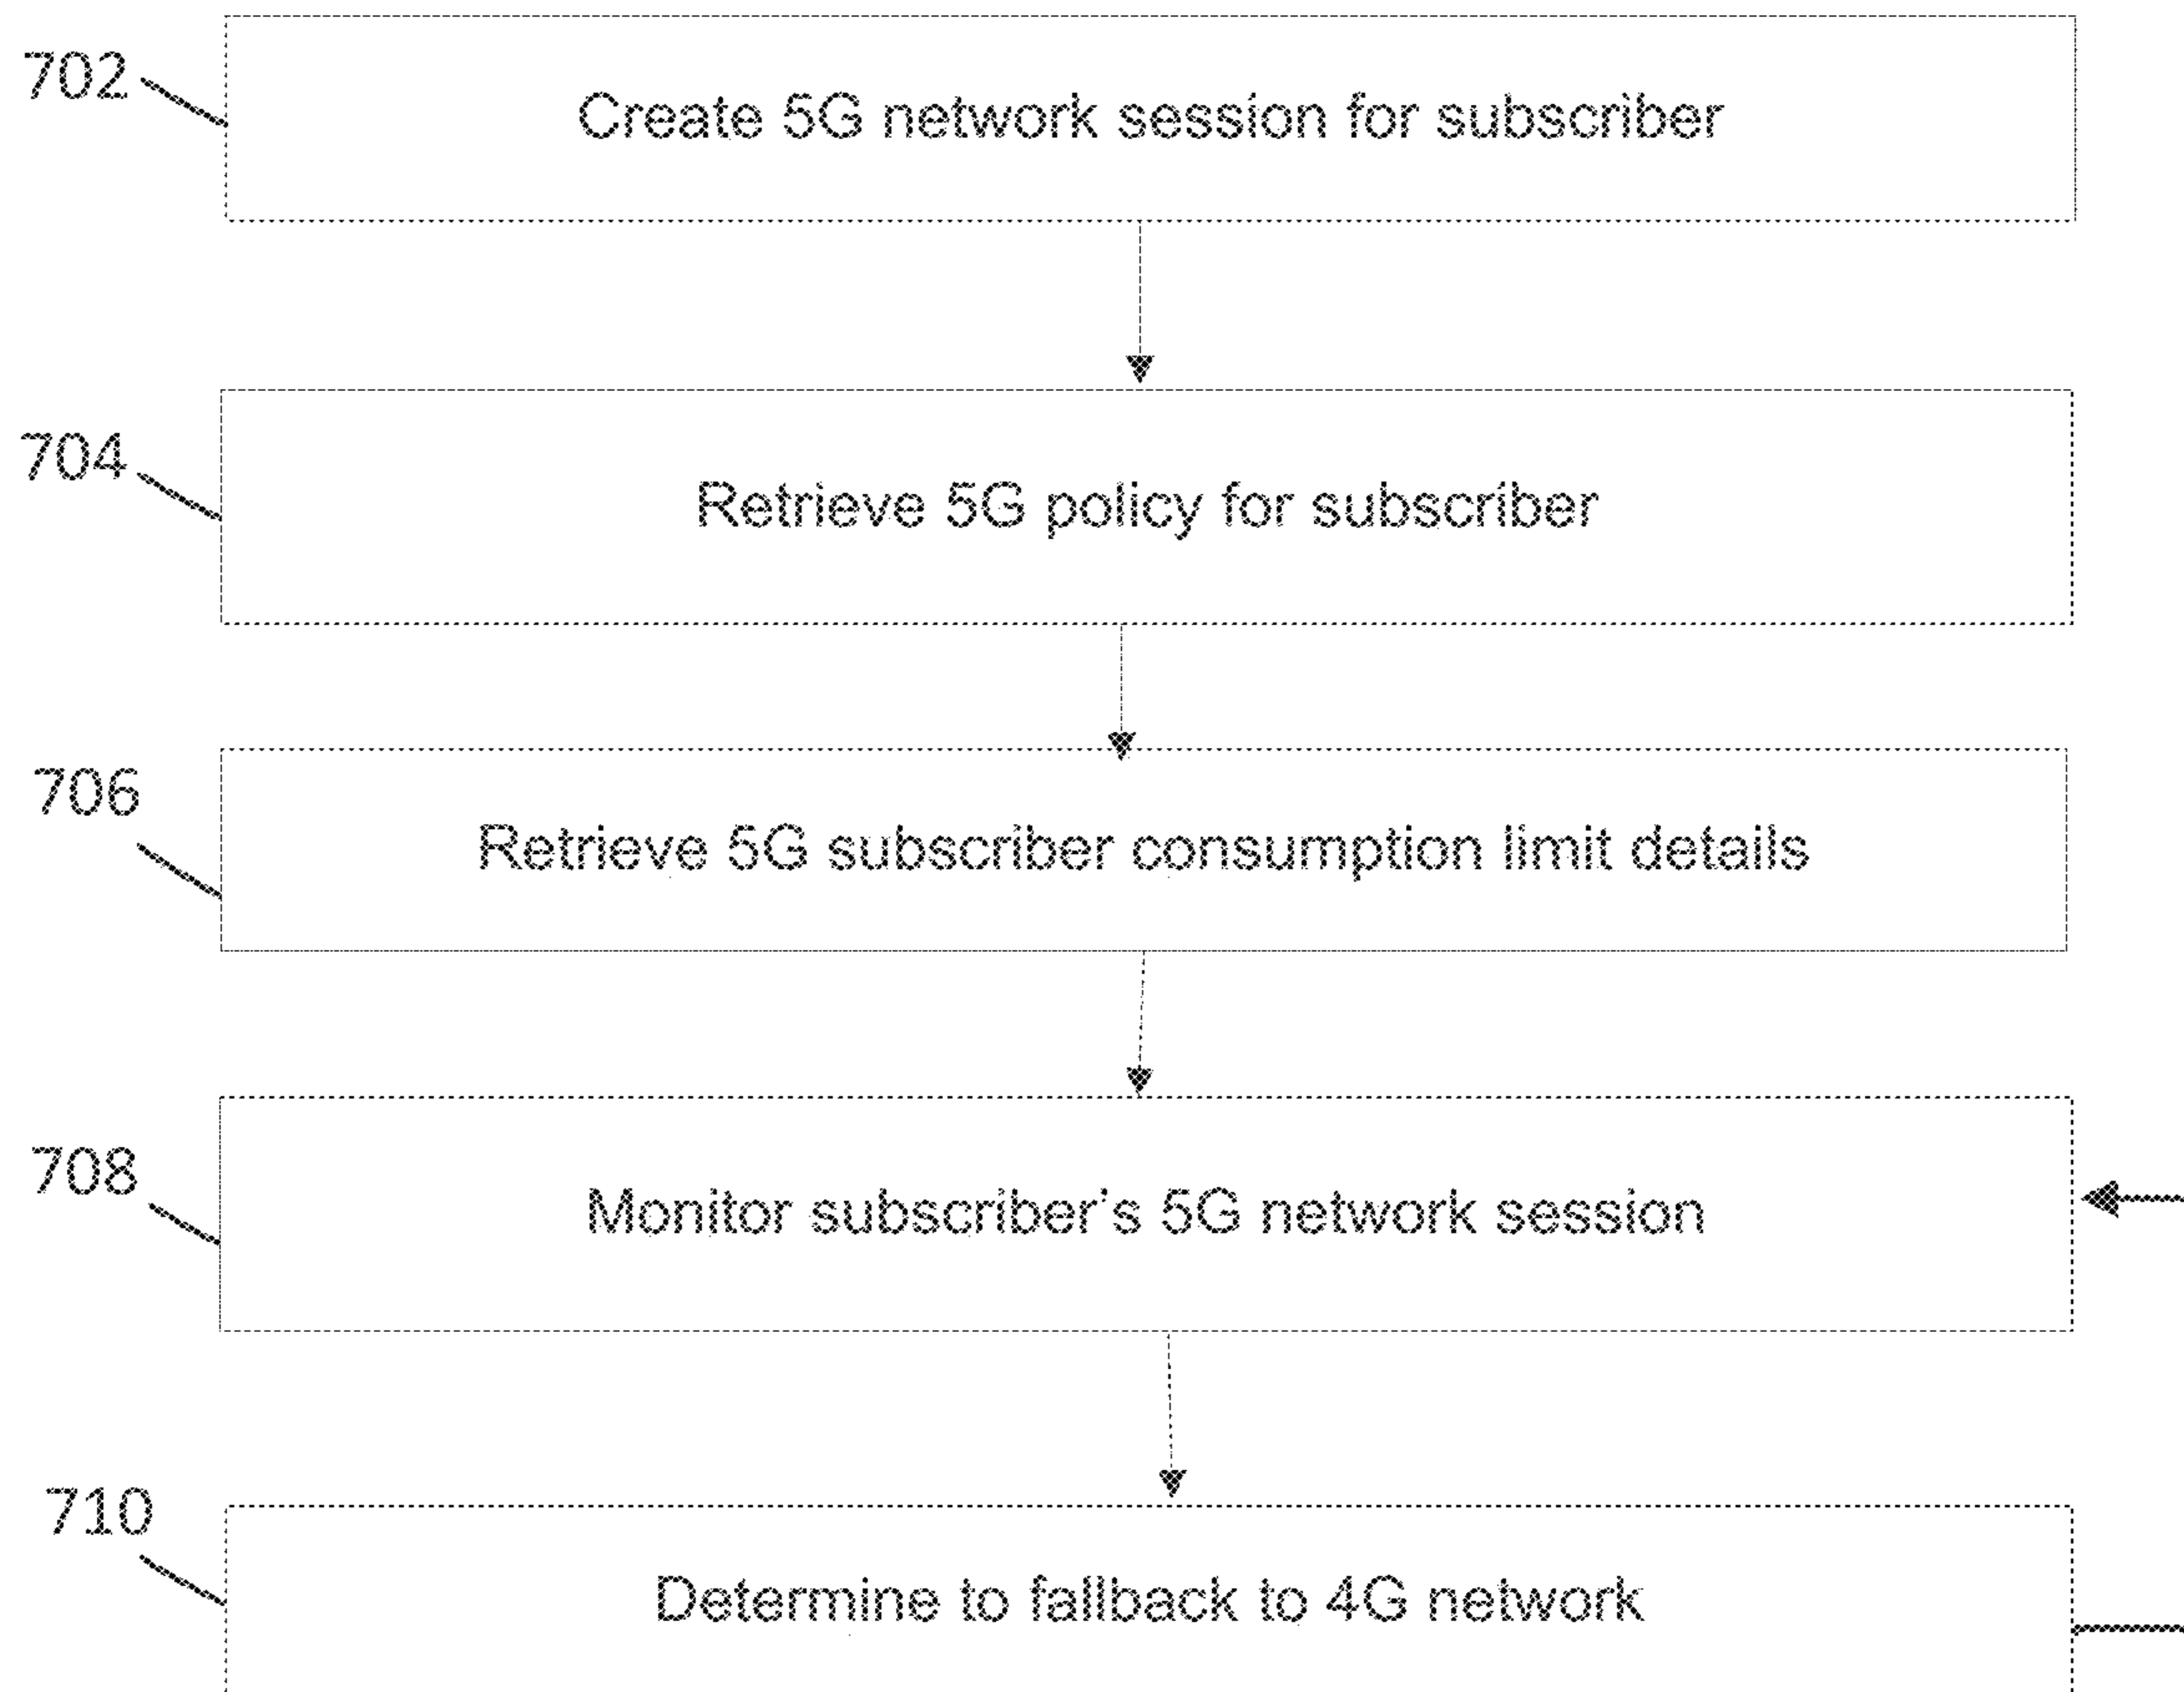 702
Create 5G network session for subscriber
704
Retrieve 5G policy for subscriber
706
Retrieve 5G subscriber consumption limit details
708
Monitor subscriber's 5G network session
710
Determine to fallback to 4G network